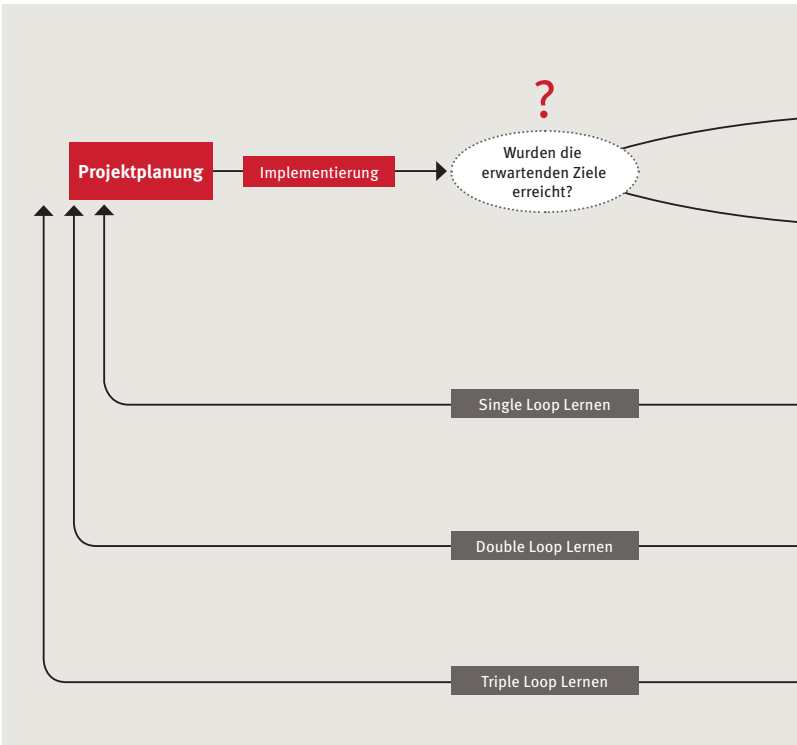 ?
Projektplanung
Implementierung
Wurden die
erwartenden Ziele
erreicht?
Single Loop Lernen
Double Loop Lernen
Triple Loop Lernen